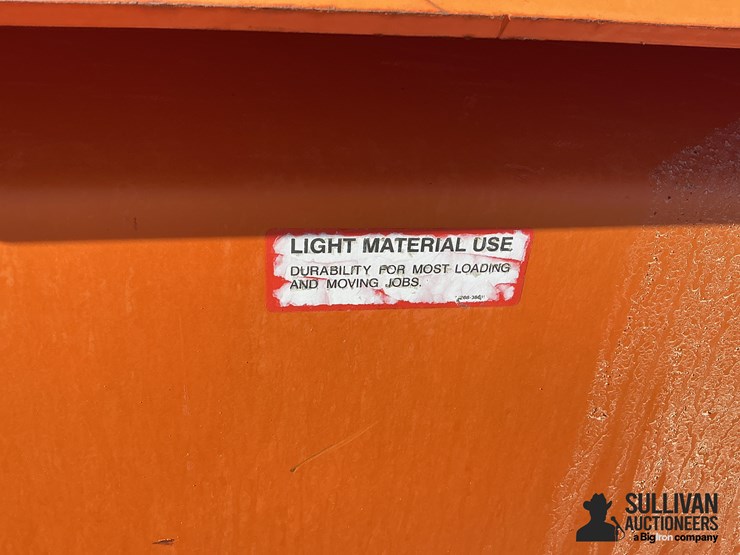 LIGHT MATERIAL USE
DURABILITY FOR MOST LOADING
AND MOVING JOBS.
SULLIVAN
AUCTIONEERS
a BigIron company